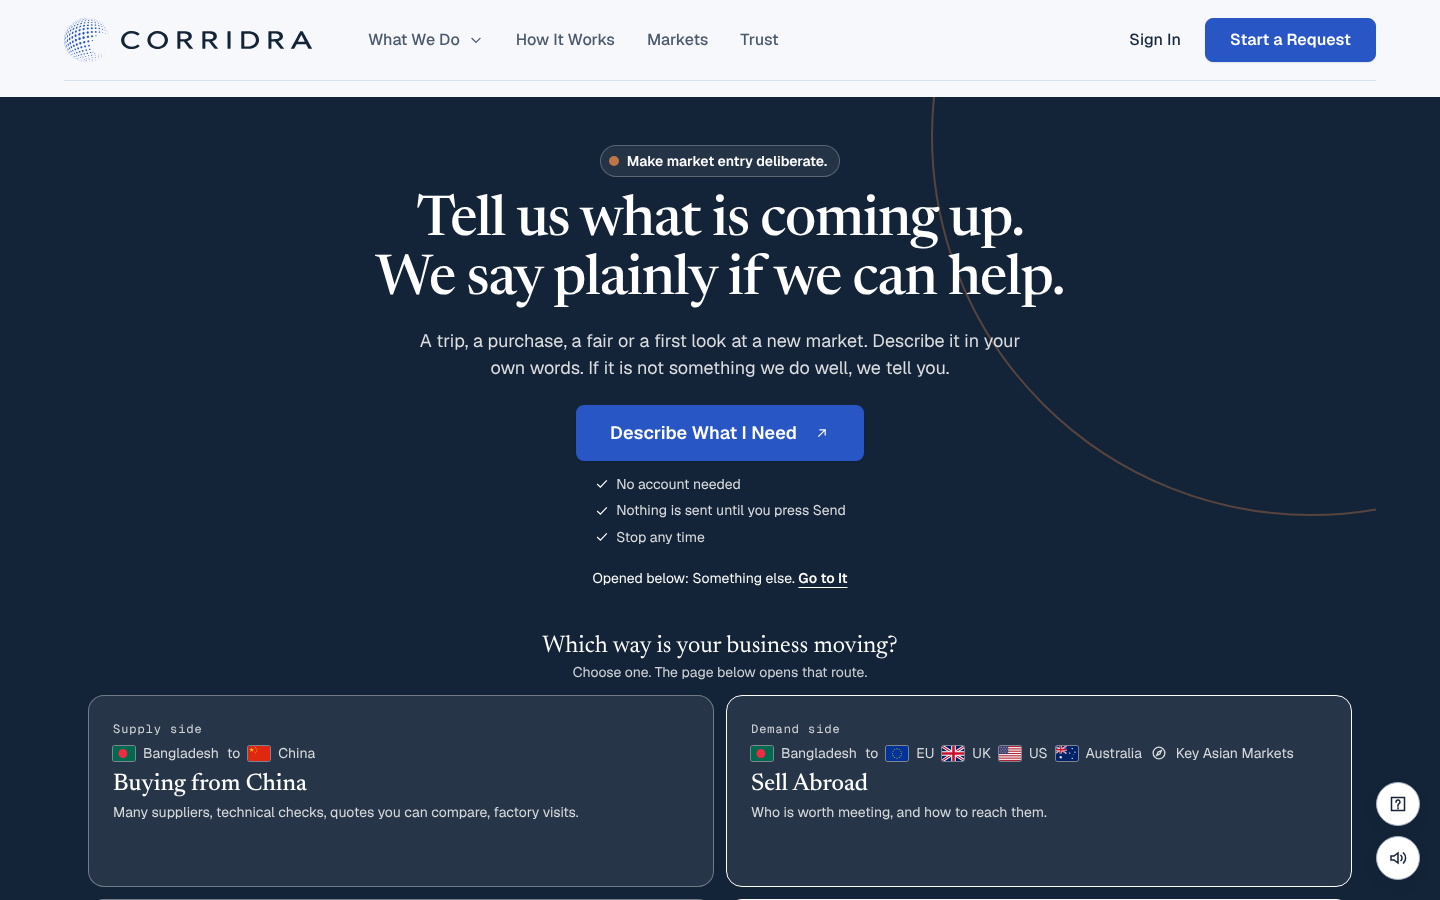 CORRIDRA
What We Do
How It Works
Markets
Trust
Sign In
Start a Request
Make market entry deliberate.
Tell us what is coming up.
We say plainly if we can help.
A trip, a purchase, a fair or a first look at a new market. Describe it in your
own words. If it is not something we do well, we tell you.
Describe What I Need
No account needed
Nothing is sent until you press Send
Stop any time
Opened below: Something else. Go to It
Which way is your business moving?
Choose one. The page below opens that route.
Supply side
Bangladesh to China
Buying from China
Many suppliers, technical checks, quotes you can compare, factory visits.
Demand side
Bangladesh to EU UK US Australia Key Asian Markets
Sell Abroad
Who is worth meeting, and how to reach them.